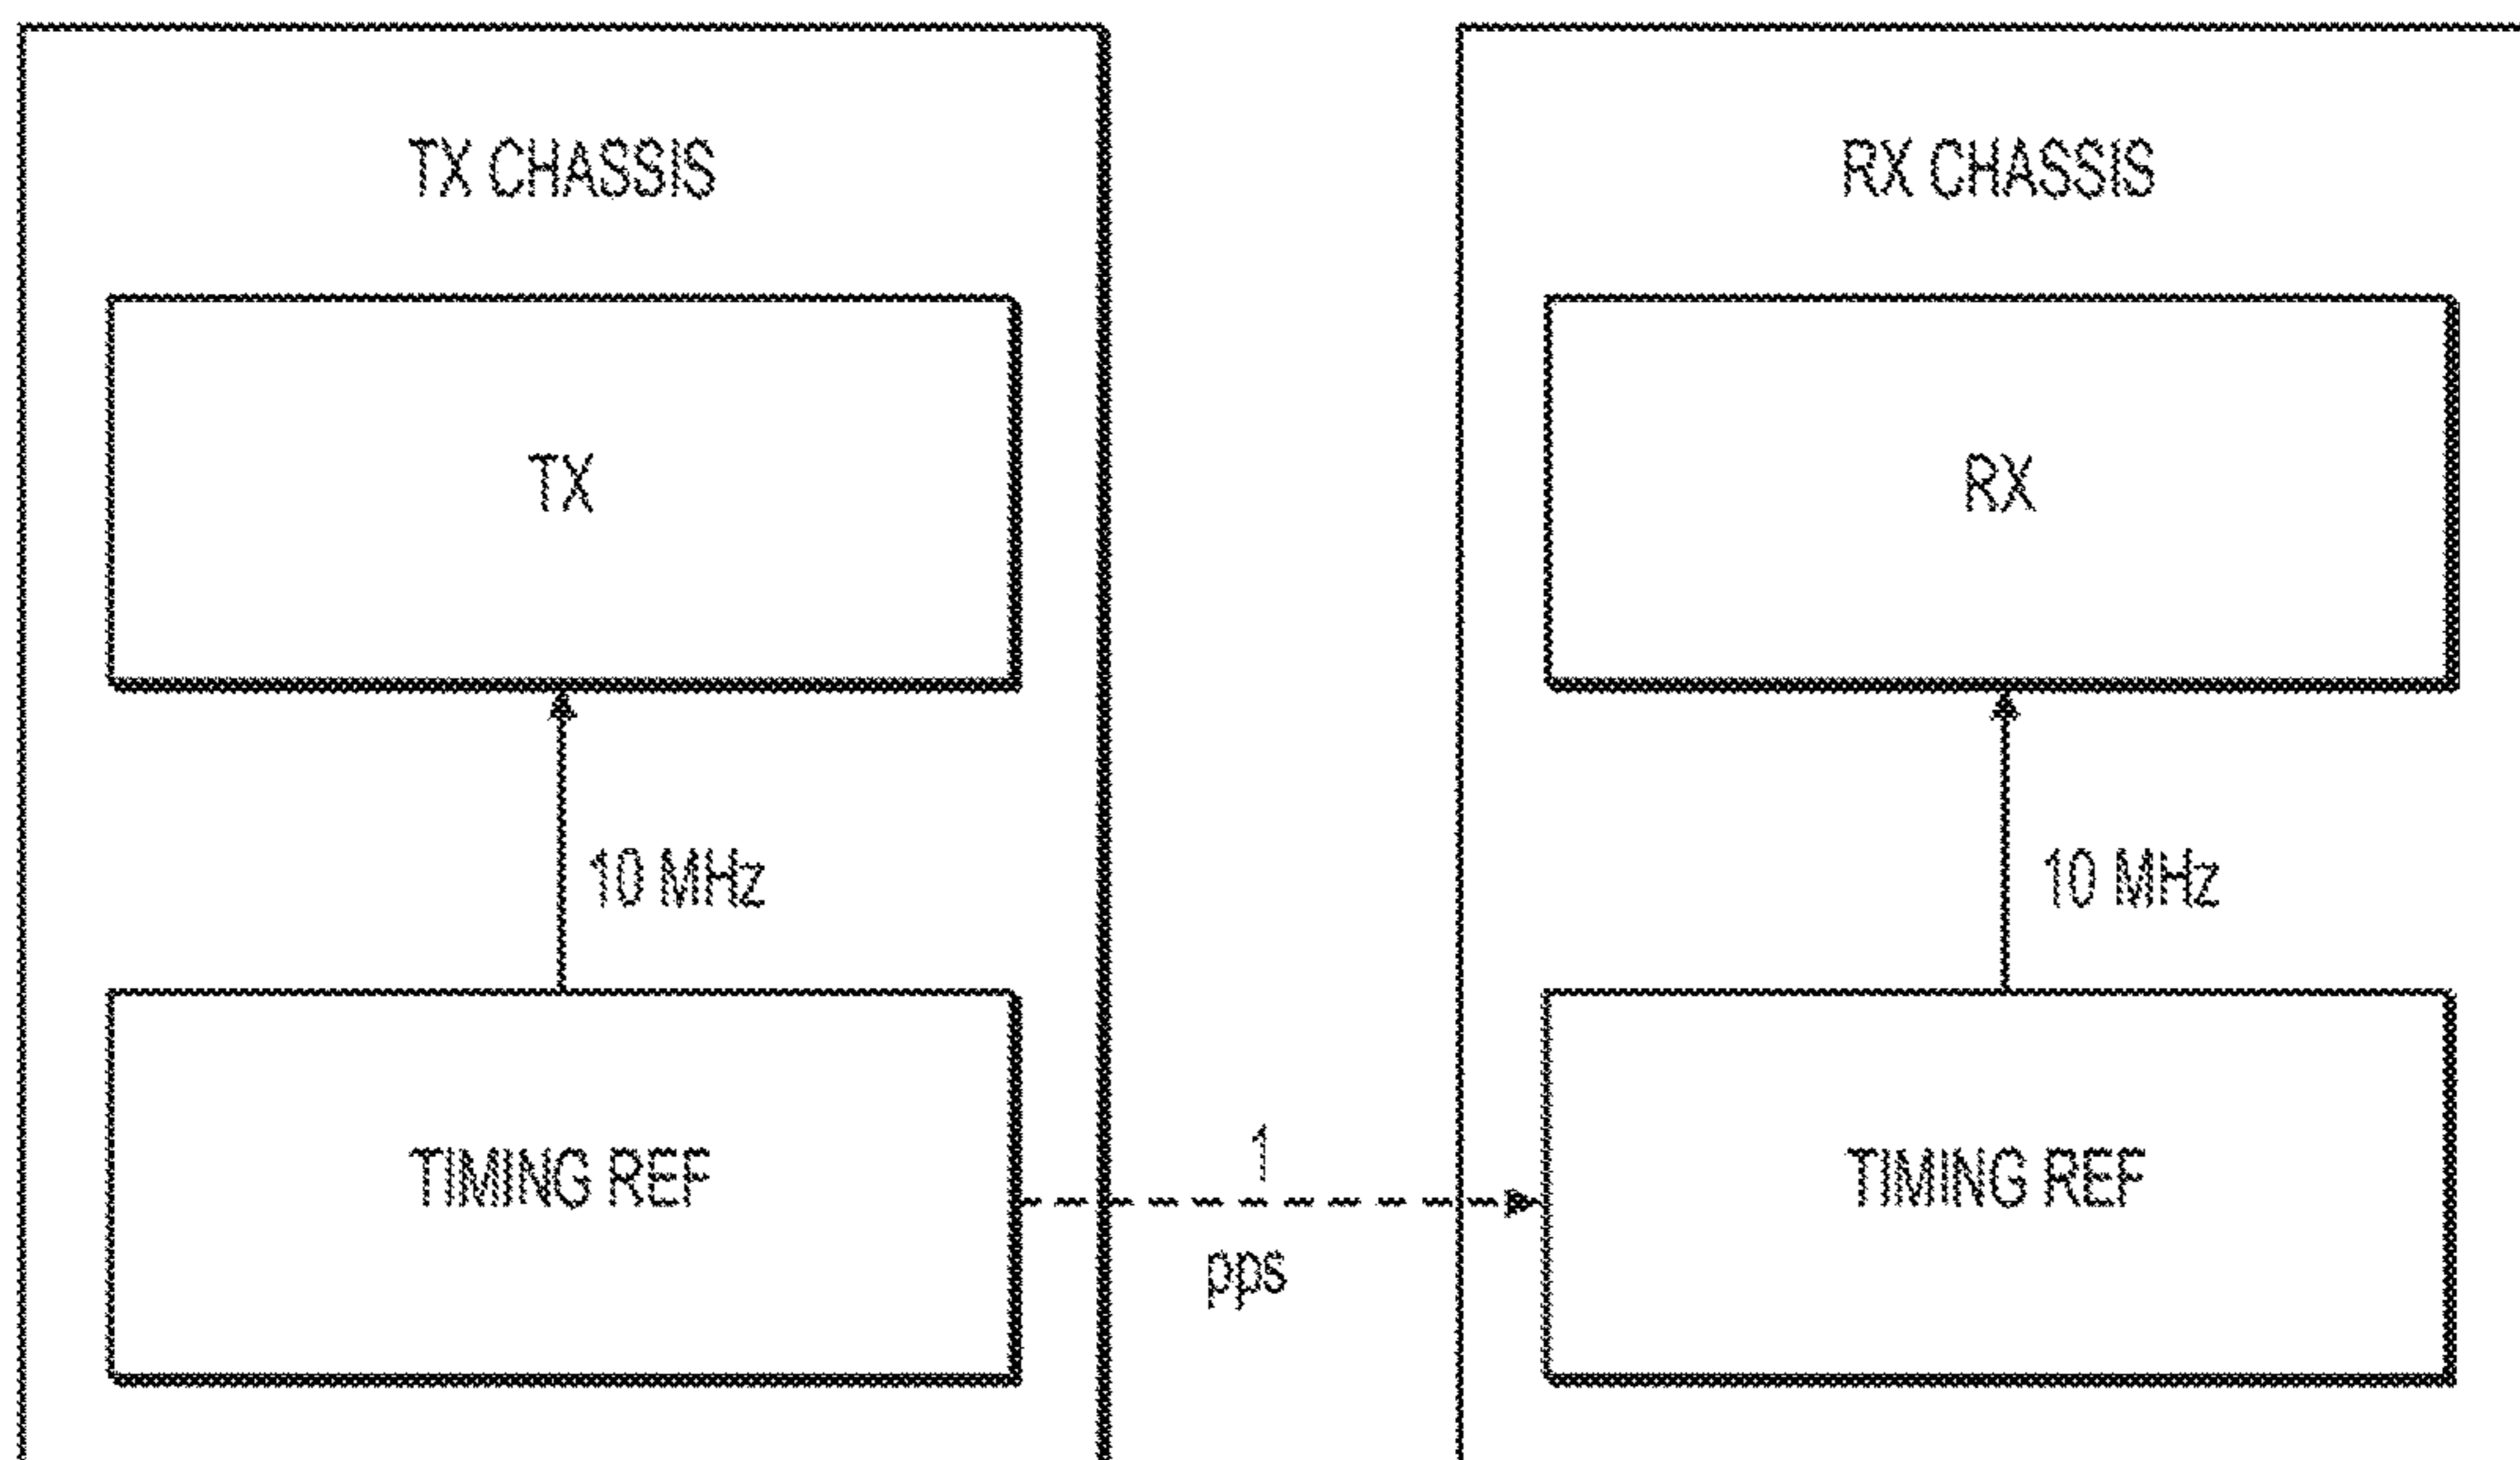 TX CHASSIS
RX CHASSIS
TX
RX
10 MHz
10 MHz
TIMING REF
1
pps
TIMING REF